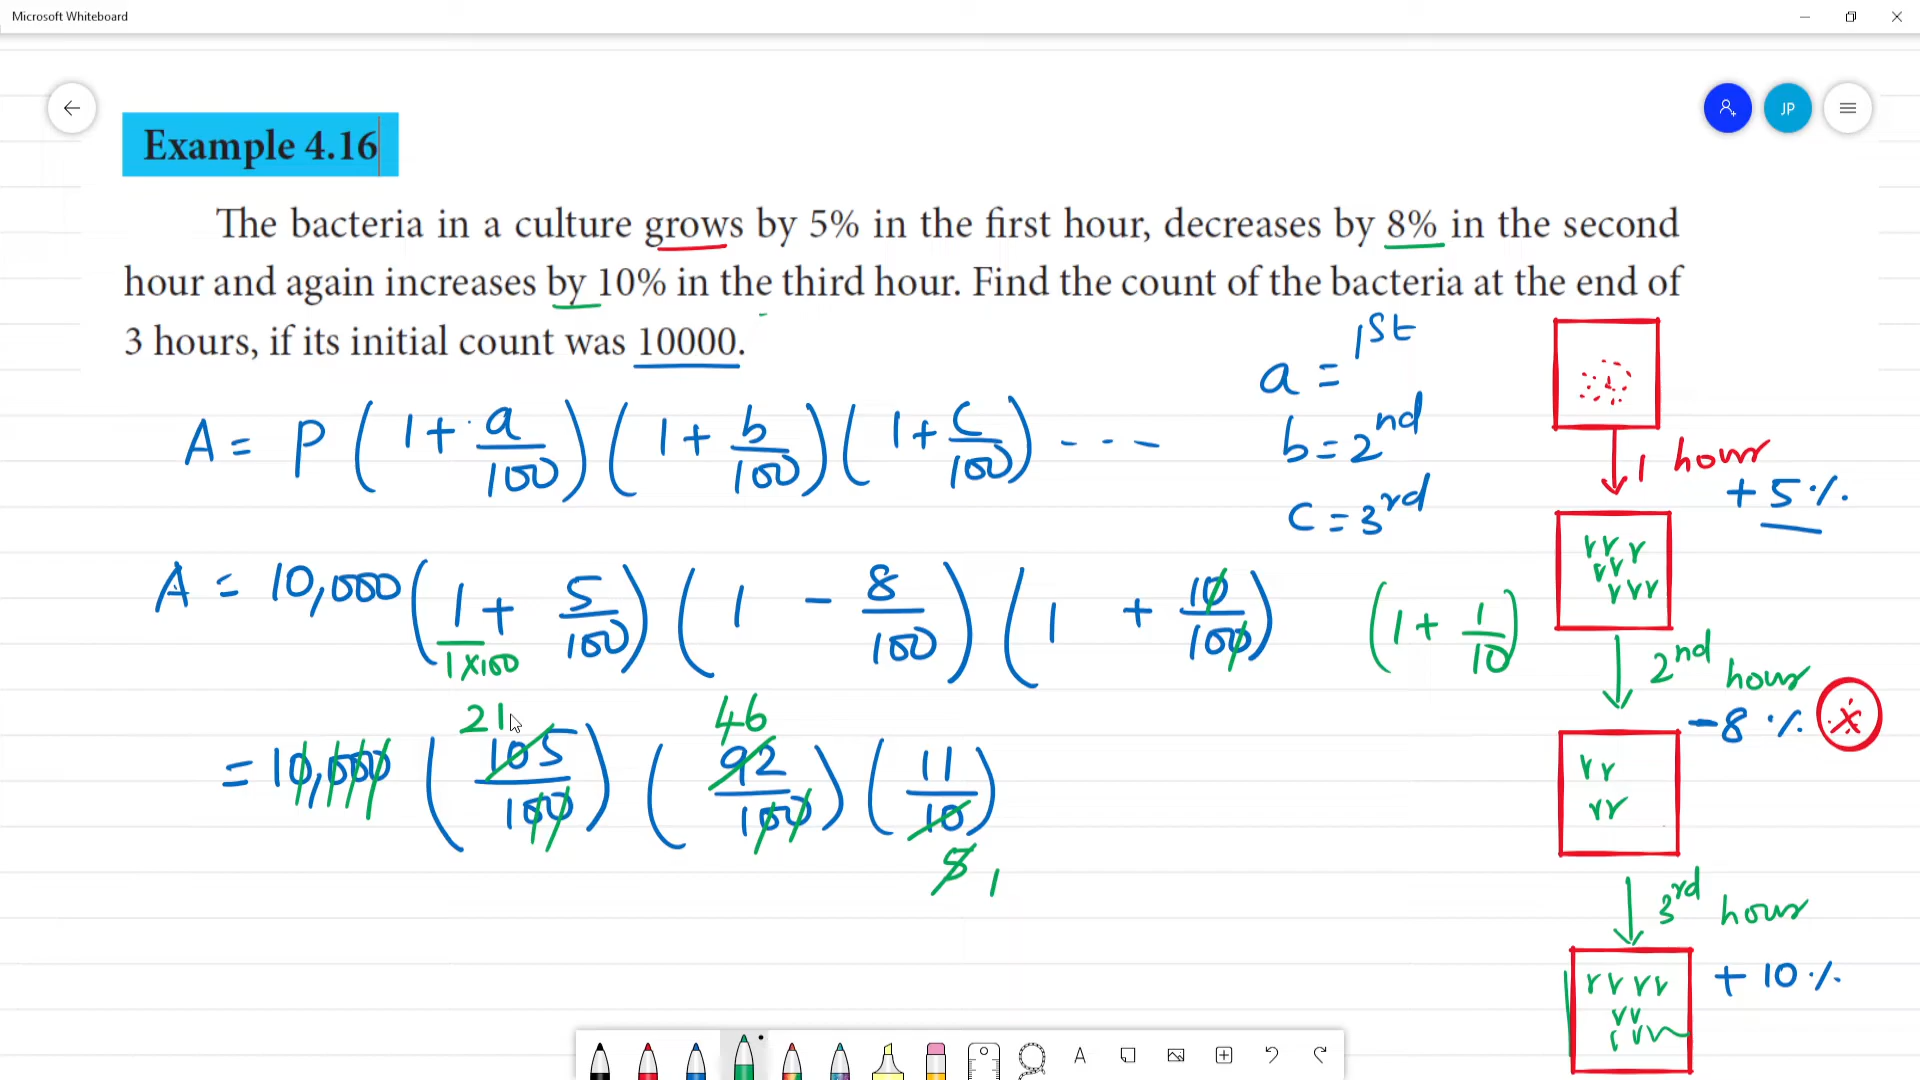 Microsoft Whiteboard
JP
Example 4.16
The bacteria in a culture grows by 5% in the first hour, decreases by 8% in the second
hour and again increases by 10% in the third hour. Find the count of the bacteria at the end of
3 hours, if its initial count was 10000.
A = P (1 + a/100) (1 + b/100) (1 + c/100) - - -
a = 1st
b = 2nd
c = 3rd
A = 10,000 (1 + 5/100) (1 - 8/100) (1 + 10/100) (1 + 1/10)
1 x 100
21 46
= 10,000 (105/100) (92/100) (11/10)
5 1
1 hour
+ 5 %
2nd hour
- 8 %
3rd hour
+ 10 %
A